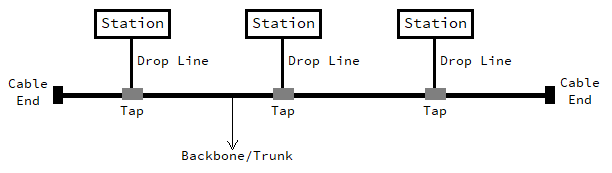 Station Station Station
Drop Line Drop Line Drop Line
Cable
End
Cable
End
Tap Tap Tap
Backbone/Trunk